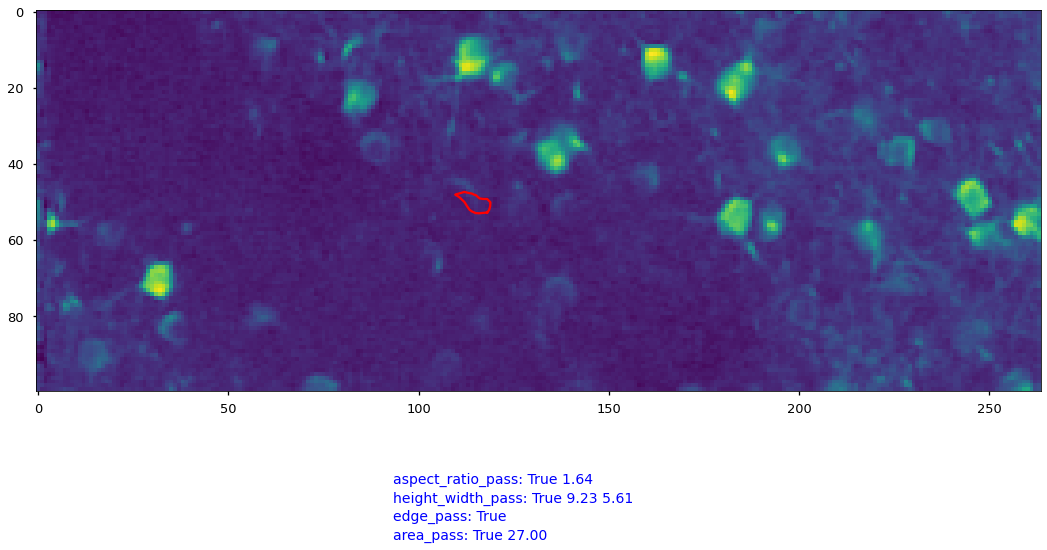 0
20
40
60
80
0 50 100 150 200 250
aspect_ratio_pass: True 1.64
height_width_pass: True 9.23 5.61
edge_pass: True
area_pass: True 27.00